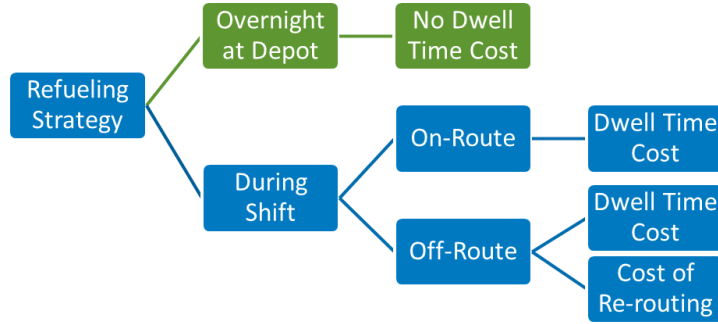 Overnight
at Depot
No Dwell
Time Cost
Refueling
Strategy
On-Route
Dwell Time
Cost
During
Shift
Off-Route
Dwell Time
Cost
Cost of
Re-routing